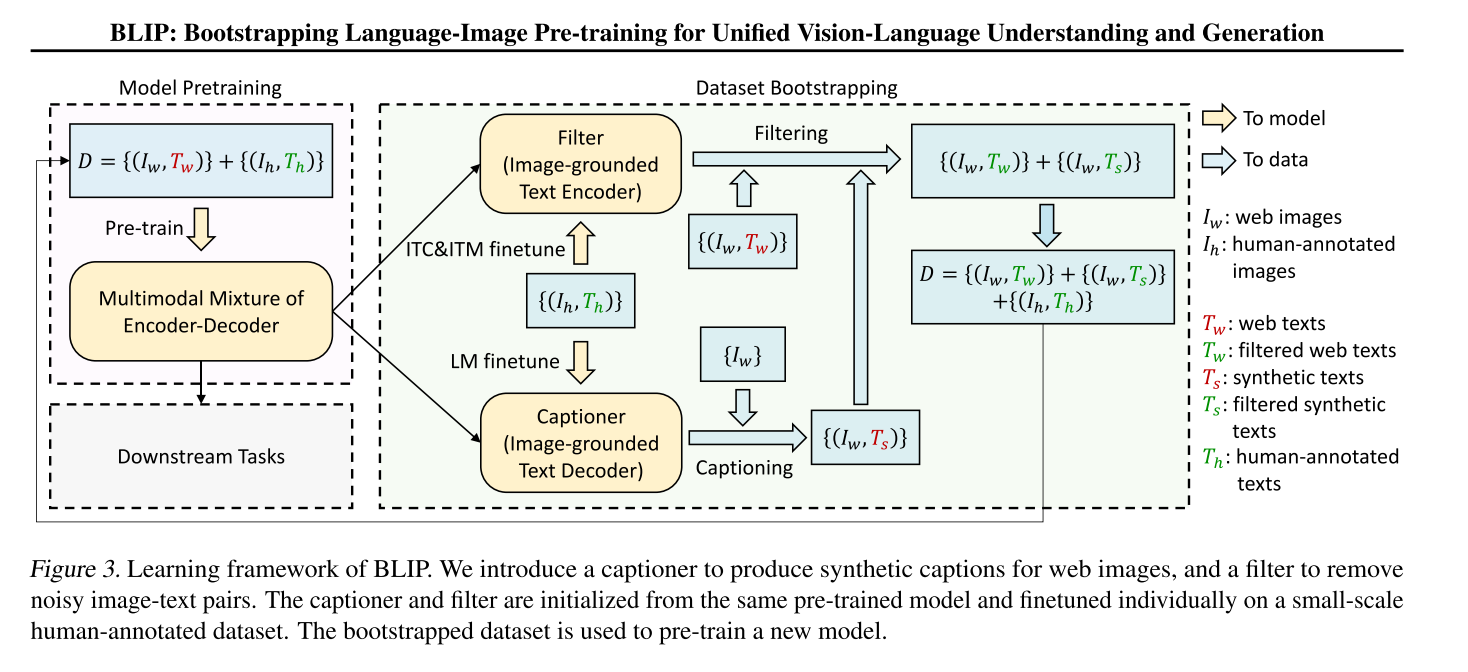 BLIP: Bootstrapping Language-Image Pre-training for Unified Vision-Language Understanding and Generation
Model Pretraining
D = {(I_w, T_w)} + {(I_h, T_h)}
Pre-train
Multimodal Mixture of
Encoder-Decoder
Downstream Tasks
Dataset Bootstrapping
Filter
(Image-grounded
Text Encoder)
ITC&ITM finetune
{(I_h, T_h)}
LM finetune
Captioner
(Image-grounded
Text Decoder)
Filtering
{(I_w, T_w)}
{I_w}
Captioning
{(I_w, T_s)}
{(I_w, T_w)} + {(I_w, T_s)}
D = {(I_w, T_w)} + {(I_w, T_s)}
+{(I_h, T_h)}
To model
To data
I_w: web images
I_h: human-annotated
images
T_w: web texts
T_w: filtered web texts
T_s: synthetic texts
T_s: filtered synthetic
texts
T_h: human-annotated
texts
Figure 3. Learning framework of BLIP. We introduce a captioner to produce synthetic captions for web images, and a filter to remove
noisy image-text pairs. The captioner and filter are initialized from the same pre-trained model and finetuned individually on a small-scale
human-annotated dataset. The bootstrapped dataset is used to pre-train a new model.